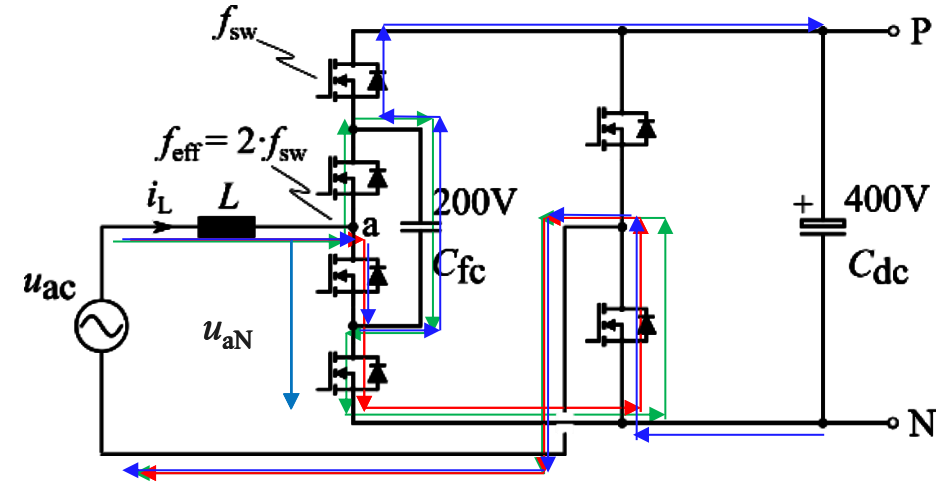 f_sw
P
f_eff = 2·f_sw
i_L
L
a
200V
+
400V
C_fc
C_dc
u_ac
u_aN
N